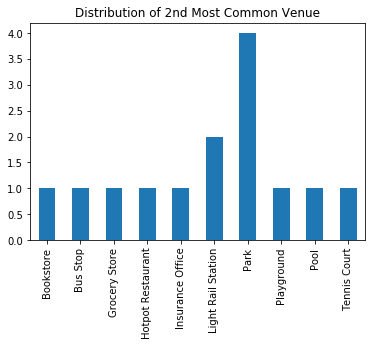 Distribution of 2nd Most Common Venue
4.0
3.5
3.0
2.5
2.0
1.5
1.0
0.5
0.0
Bookstore
Bus Stop
Grocery Store
Hotpot Restaurant
Insurance Office
Light Rail Station
Park
Playground
Pool
Tennis Court